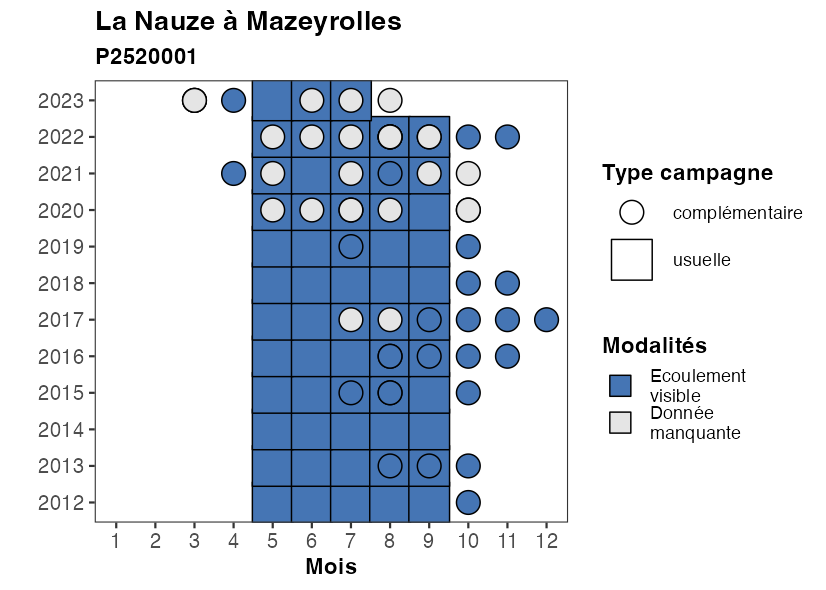 La Nauze à Mazeyrolles
P2520001
2023
2022
2021
2020
2019
2018
2017
2016
2015
2014
2013
2012
1 2 3 4 5 6 7 8 9 10 11 12
Mois
Type campagne
complémentaire
usuelle
Modalités
Ecoulement
visible
Donnée
manquante